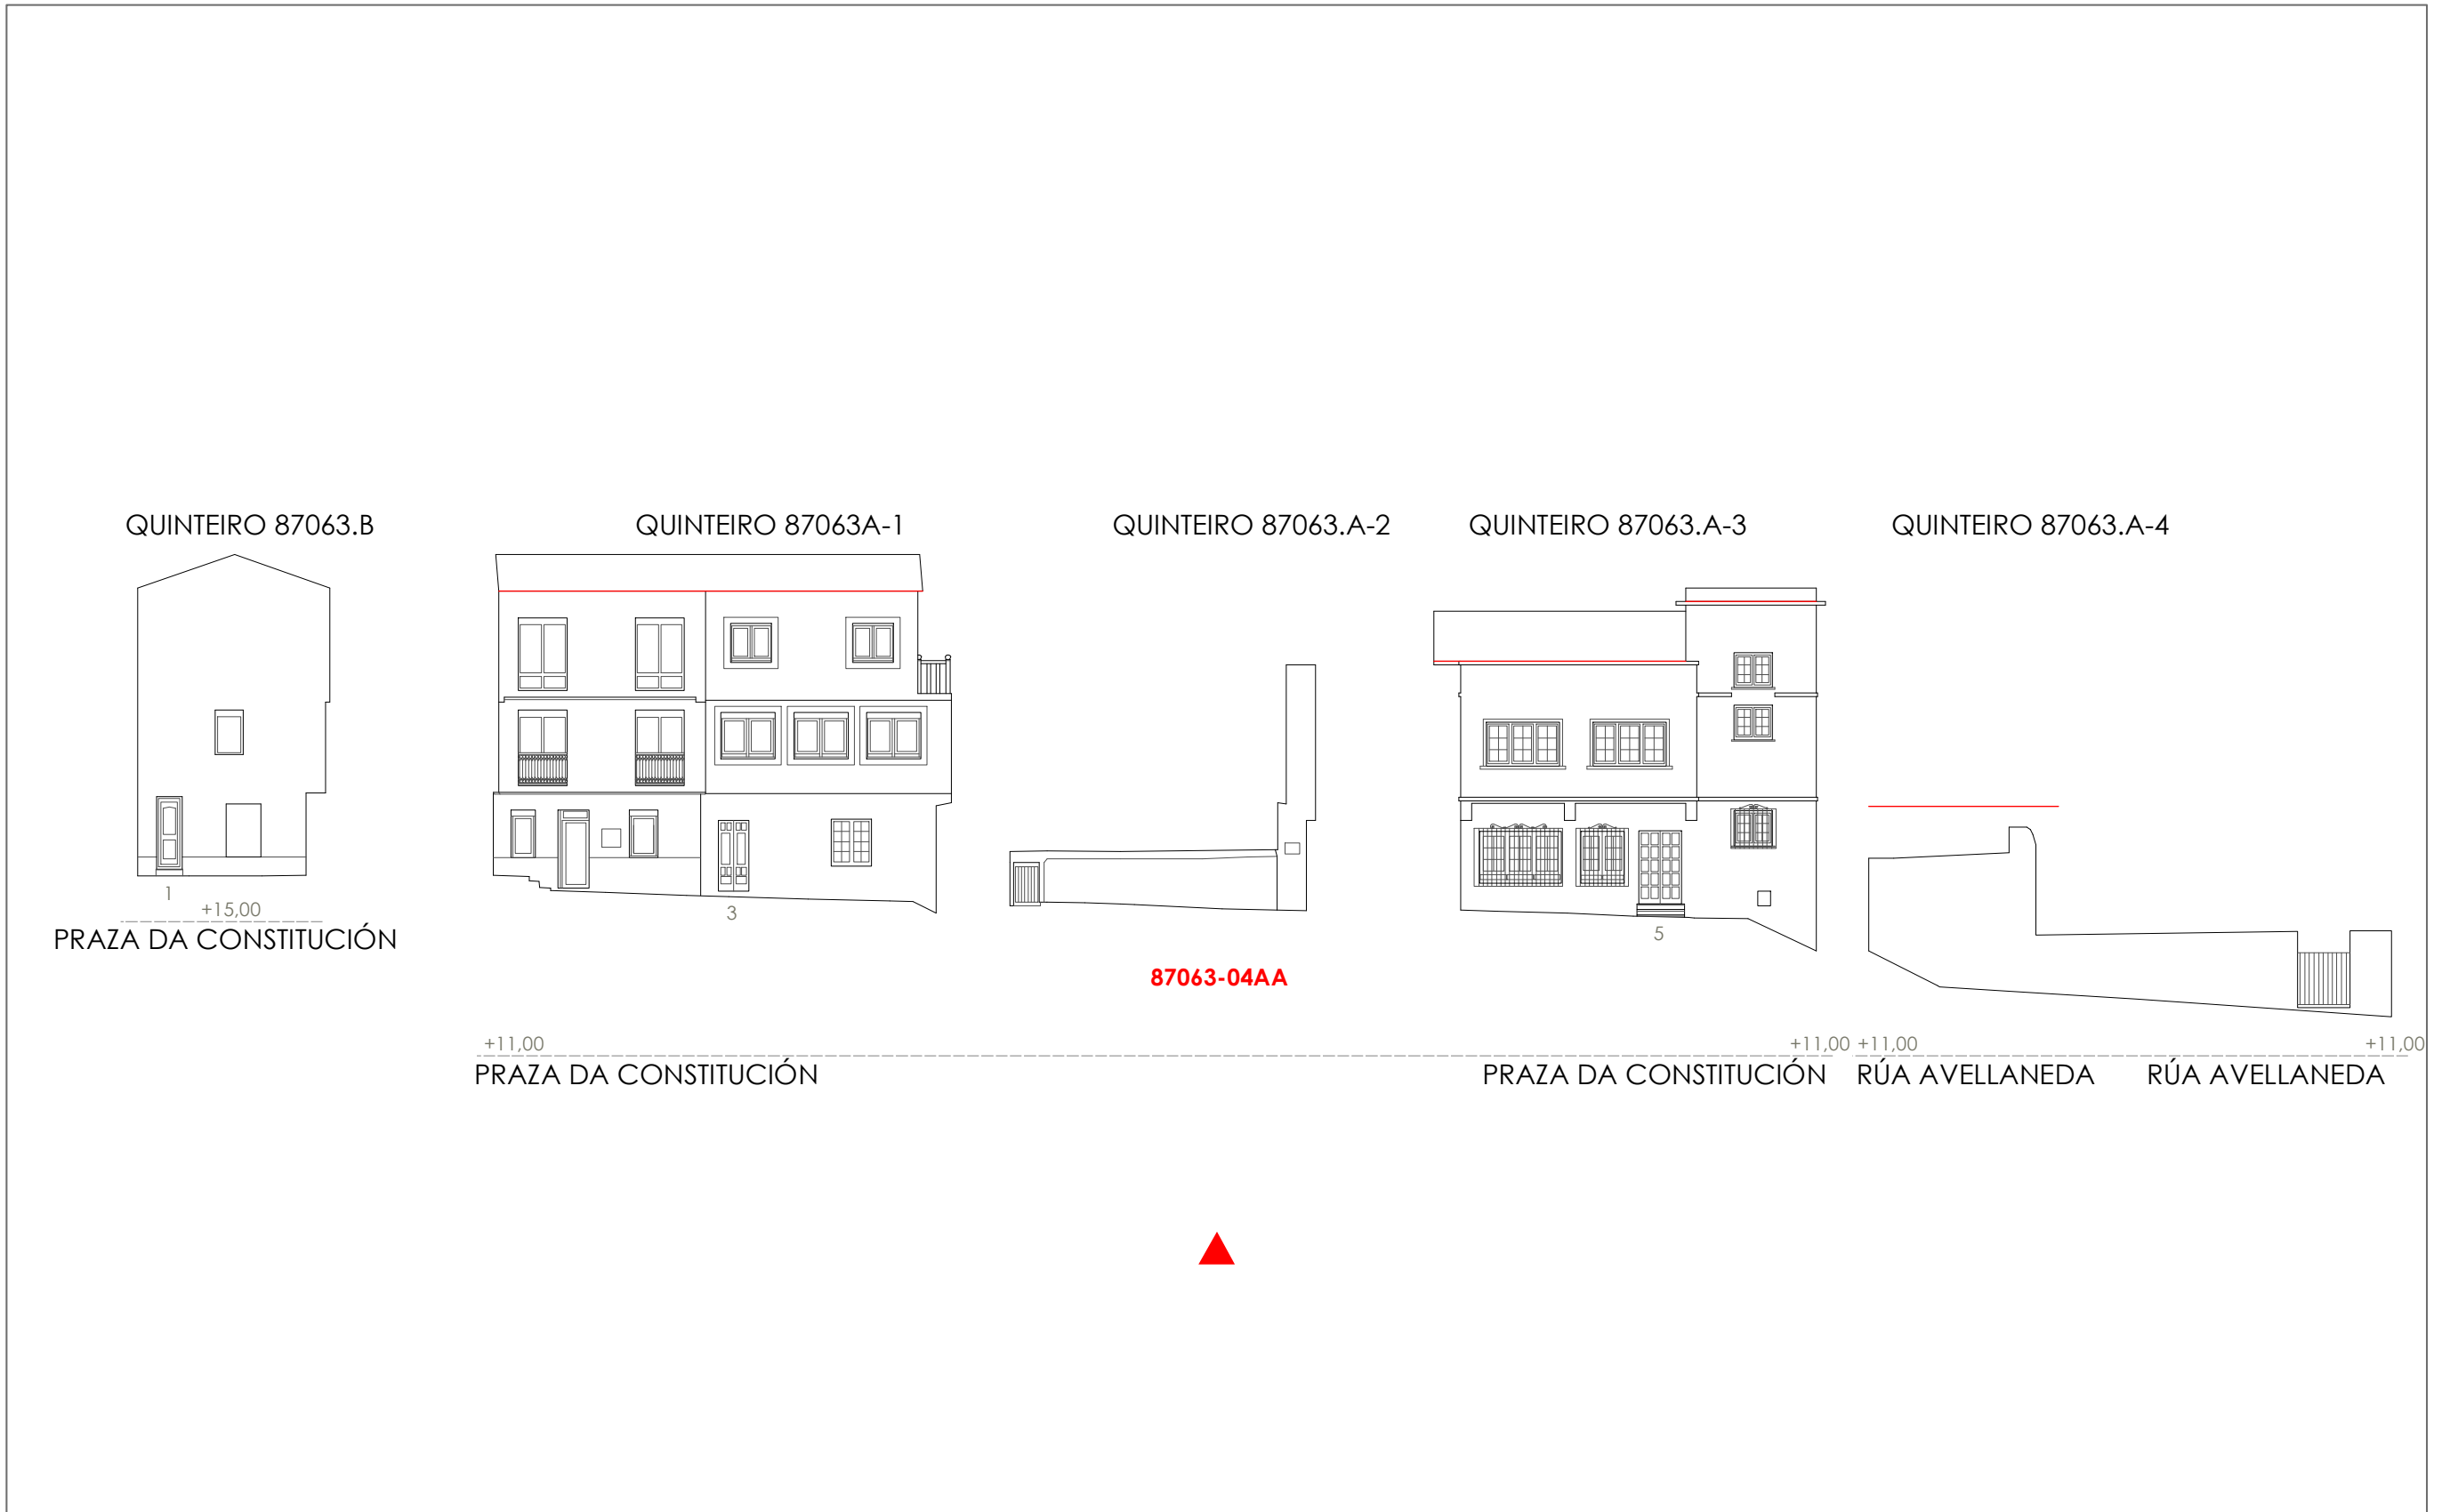 QUINTEIRO 87063.B
QUINTEIRO 87063A-1
QUINTEIRO 87063.A-2
QUINTEIRO 87063.A-3
QUINTEIRO 87063.A-4
1
+15,00
PRAZA DA CONSTITUCIÓN
3
5
87063-04AA
+11,00
+11,00
+11,00
+11,00
PRAZA DA CONSTITUCIÓN
PRAZA DA CONSTITUCIÓN
RÚA AVELLANEDA
RÚA AVELLANEDA